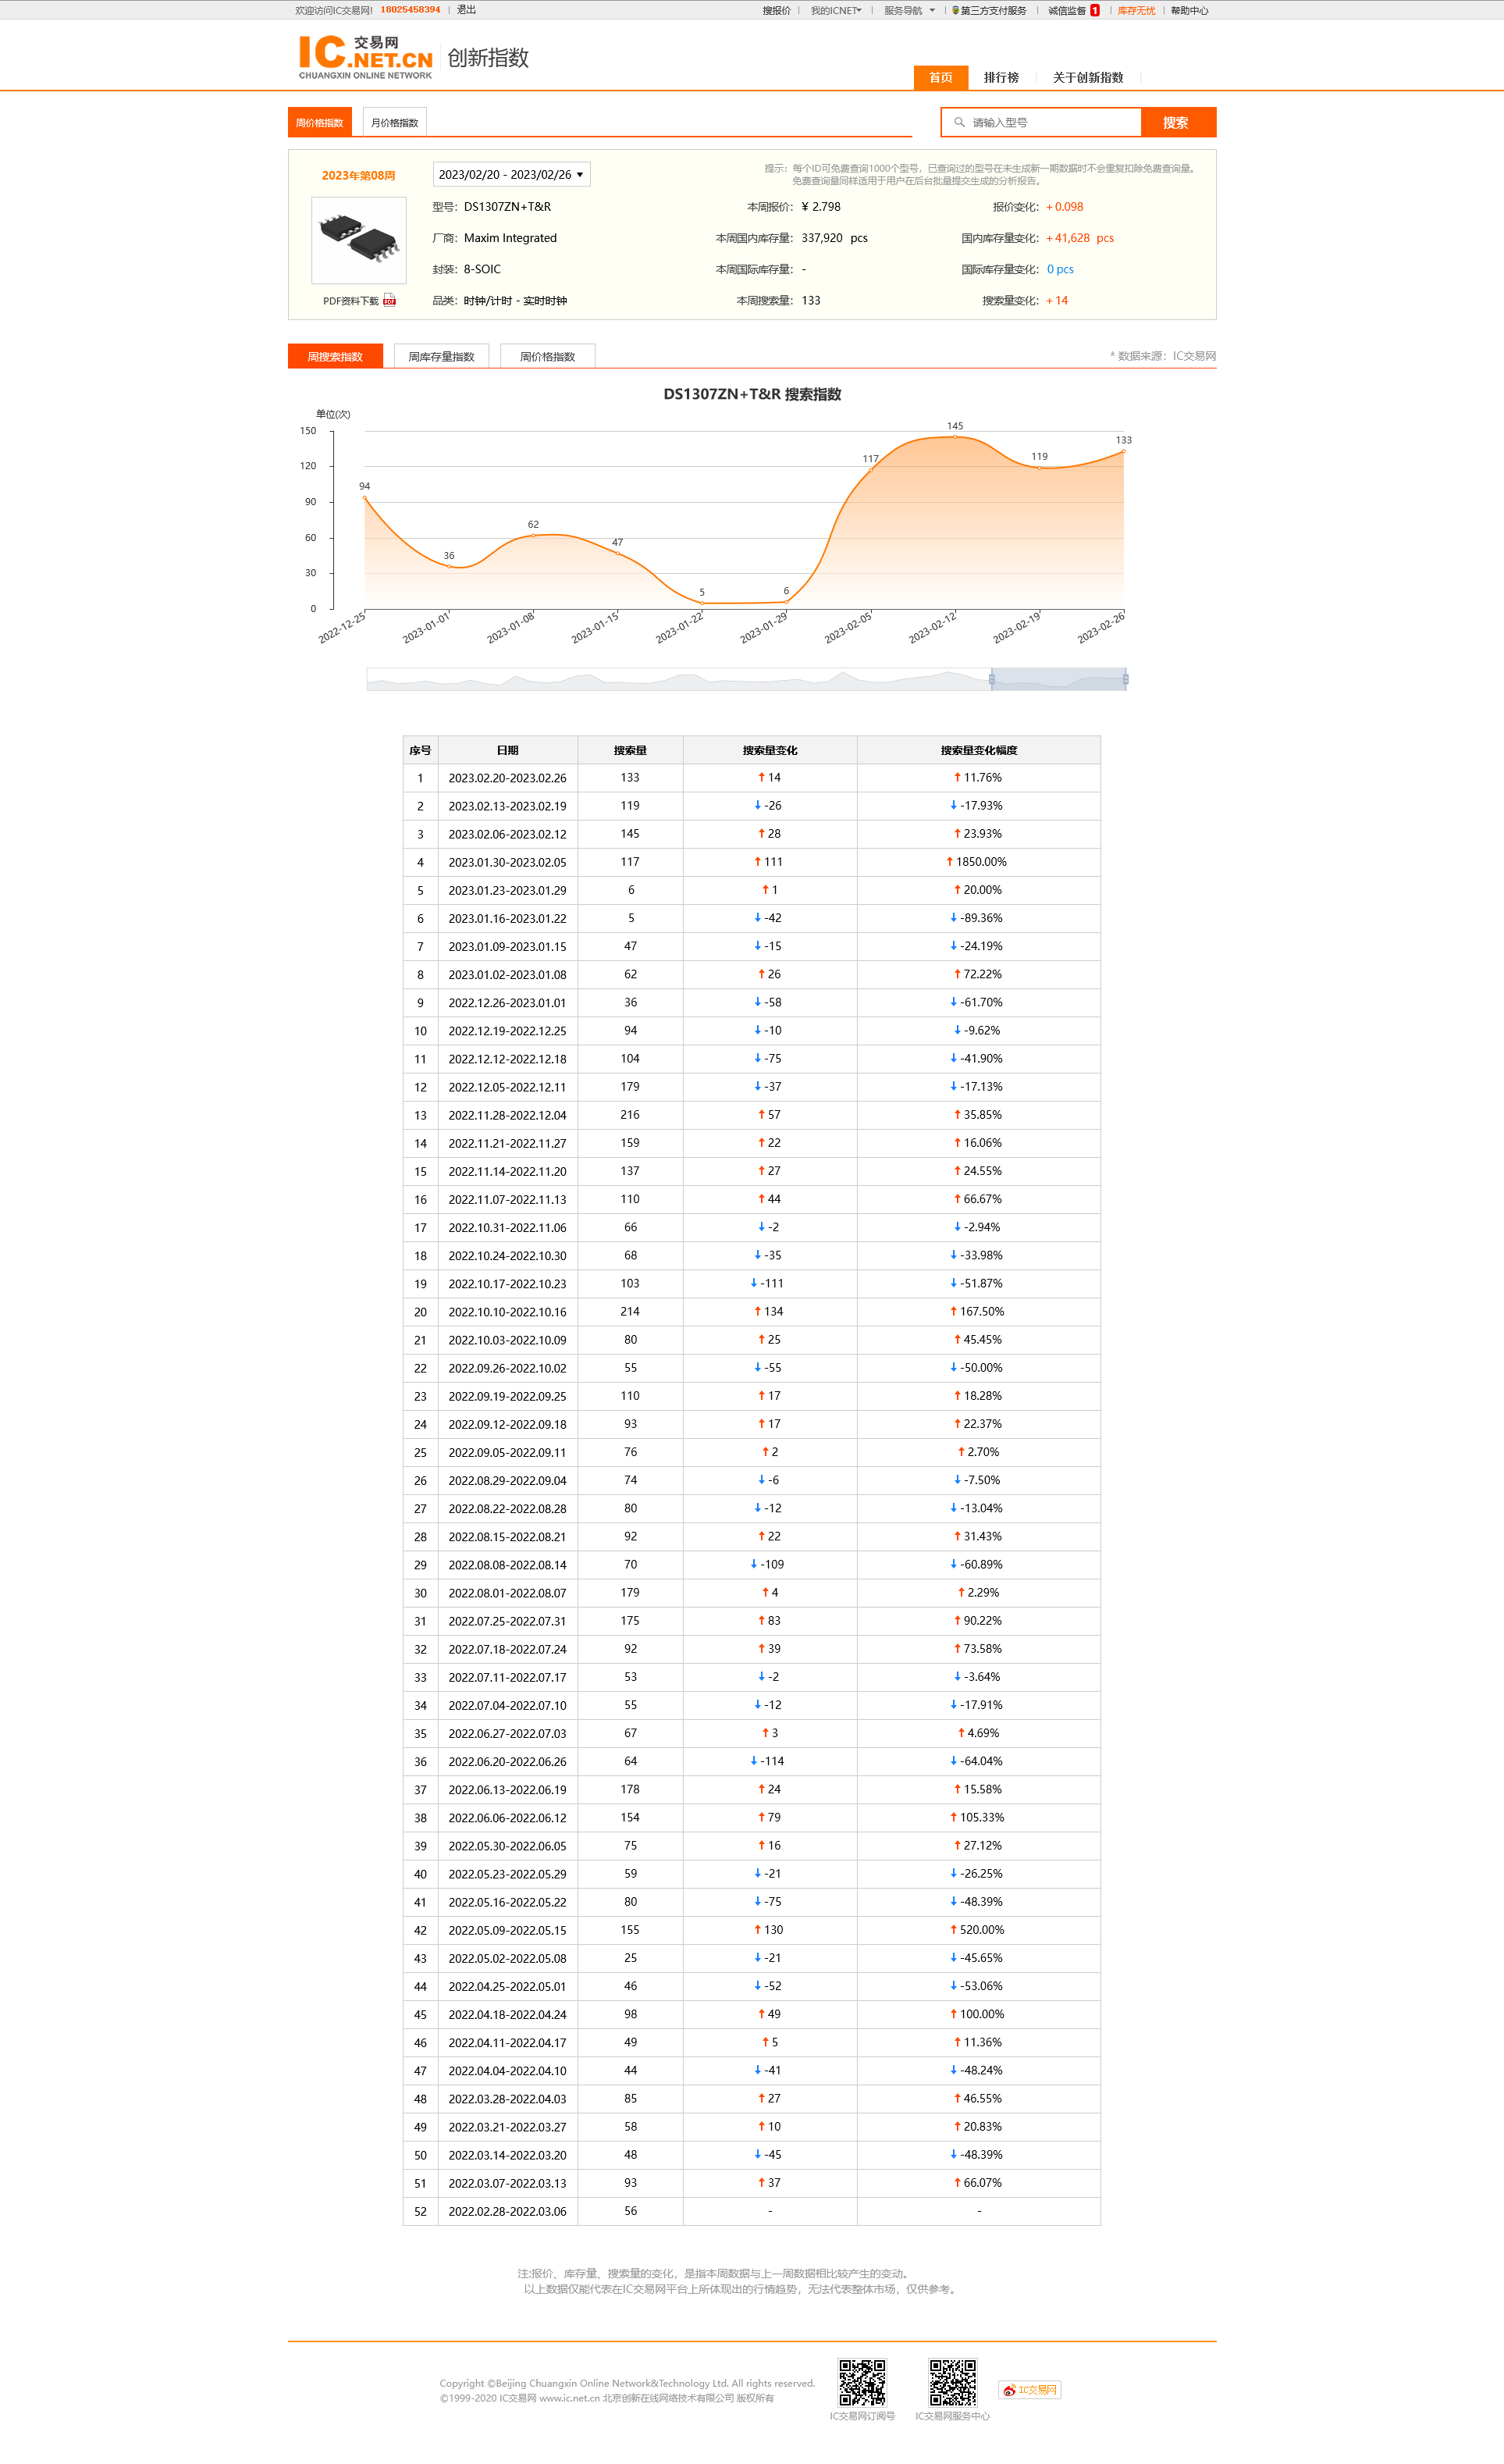 欢迎访问IC交易网! 18025458394 | 退出 搜报价 | 我的ICNET | 服务导航 | 第三方支付服务 | 诚信监督 1 | 库存无忧 | 帮助中心
IC 交易网 .NET.CN 创新指数
CHUANGXIN ONLINE NETWORK
首页 排行榜 关于创新指数
周价格指数 月价格指数 请输入型号 搜索
2023年第08周 2023/02/20 - 2023/02/26
提示：每个ID可免费查询1000个型号，已查询过的型号在未生成新一期数据时不会重复扣除免费查询量。
免费查询量同样适用于用户在后台批量提交生成的分析报告。
型号：DS1307ZN+T&R 本周报价：¥ 2.798 报价变化：+0.098
厂商：Maxim Integrated 本周国内库存量：337,920 pcs 国内库存量变化：+41,628 pcs
封装：8-SOIC 本周国际库存量：- 国际库存量变化：0 pcs
PDF资料下载 PDF
品类：时钟/计时 - 实时时钟 本周搜索量：133 搜索量变化：+14
周搜索指数 周库存量指数 周价格指数 * 数据来源：IC交易网
DS1307ZN+T&R 搜索指数
单位(次)
150
120
90
60
30
0
94 36 62 47 5 6 117 145 119 133
2022-12-25 2023-01-01 2023-01-08 2023-01-15 2023-01-22 2023-01-29 2023-02-05 2023-02-12 2023-02-19 2023-02-26
序号 日期 搜索量 搜索量变化 搜索量变化幅度
1 2023.02.20-2023.02.26 133 ↑14 ↑11.76%
2 2023.02.13-2023.02.19 119 ↓-26 ↓-17.93%
3 2023.02.06-2023.02.12 145 ↑28 ↑23.93%
4 2023.01.30-2023.02.05 117 ↑111 ↑1850.00%
5 2023.01.23-2023.01.29 6 ↑1 ↑20.00%
6 2023.01.16-2023.01.22 5 ↓-42 ↓-89.36%
7 2023.01.09-2023.01.15 47 ↓-15 ↓-24.19%
8 2023.01.02-2023.01.08 62 ↑26 ↑72.22%
9 2022.12.26-2023.01.01 36 ↓-58 ↓-61.70%
10 2022.12.19-2022.12.25 94 ↓-10 ↓-9.62%
11 2022.12.12-2022.12.18 104 ↓-75 ↓-41.90%
12 2022.12.05-2022.12.11 179 ↓-37 ↓-17.13%
13 2022.11.28-2022.12.04 216 ↑57 ↑35.85%
14 2022.11.21-2022.11.27 159 ↑22 ↑16.06%
15 2022.11.14-2022.11.20 137 ↑27 ↑24.55%
16 2022.11.07-2022.11.13 110 ↑44 ↑66.67%
17 2022.10.31-2022.11.06 66 ↓-2 ↓-2.94%
18 2022.10.24-2022.10.30 68 ↓-35 ↓-33.98%
19 2022.10.17-2022.10.23 103 ↓-111 ↓-51.87%
20 2022.10.10-2022.10.16 214 ↑134 ↑167.50%
21 2022.10.03-2022.10.09 80 ↑25 ↑45.45%
22 2022.09.26-2022.10.02 55 ↓-55 ↓-50.00%
23 2022.09.19-2022.09.25 110 ↑17 ↑18.28%
24 2022.09.12-2022.09.18 93 ↑17 ↑22.37%
25 2022.09.05-2022.09.11 76 ↑2 ↑2.70%
26 2022.08.29-2022.09.04 74 ↓-6 ↓-7.50%
27 2022.08.22-2022.08.28 80 ↓-12 ↓-13.04%
28 2022.08.15-2022.08.21 92 ↑22 ↑31.43%
29 2022.08.08-2022.08.14 70 ↓-109 ↓-60.89%
30 2022.08.01-2022.08.07 179 ↑4 ↑2.29%
31 2022.07.25-2022.07.31 175 ↑83 ↑90.22%
32 2022.07.18-2022.07.24 92 ↑39 ↑73.58%
33 2022.07.11-2022.07.17 53 ↓-2 ↓-3.64%
34 2022.07.04-2022.07.10 55 ↓-12 ↓-17.91%
35 2022.06.27-2022.07.03 67 ↑3 ↑4.69%
36 2022.06.20-2022.06.26 64 ↓-114 ↓-64.04%
37 2022.06.13-2022.06.19 178 ↑24 ↑15.58%
38 2022.06.06-2022.06.12 154 ↑79 ↑105.33%
39 2022.05.30-2022.06.05 75 ↑16 ↑27.12%
40 2022.05.23-2022.05.29 59 ↓-21 ↓-26.25%
41 2022.05.16-2022.05.22 80 ↓-75 ↓-48.39%
42 2022.05.09-2022.05.15 155 ↑130 ↑520.00%
43 2022.05.02-2022.05.08 25 ↓-21 ↓-45.65%
44 2022.04.25-2022.05.01 46 ↓-52 ↓-53.06%
45 2022.04.18-2022.04.24 98 ↑49 ↑100.00%
46 2022.04.11-2022.04.17 49 ↑5 ↑11.36%
47 2022.04.04-2022.04.10 44 ↓-41 ↓-48.24%
48 2022.03.28-2022.04.03 85 ↑27 ↑46.55%
49 2022.03.21-2022.03.27 58 ↑10 ↑20.83%
50 2022.03.14-2022.03.20 48 ↓-45 ↓-48.39%
51 2022.03.07-2022.03.13 93 ↑37 ↑66.07%
52 2022.02.28-2022.03.06 56 - -
注:报价、库存量、搜索量的变化，是指本周数据与上一周数据相比较产生的变动。
以上数据仅能代表在IC交易网平台上所体现出的行情趋势，无法代表整体市场，仅供参考。
Copyright ©Beijing Chuangxin Online Network&Technology Ltd. All rights reserved.
©1999-2020 IC交易网 www.ic.net.cn 北京创新在线网络技术有限公司 版权所有
IC交易网订阅号 IC交易网服务中心 IC交易网